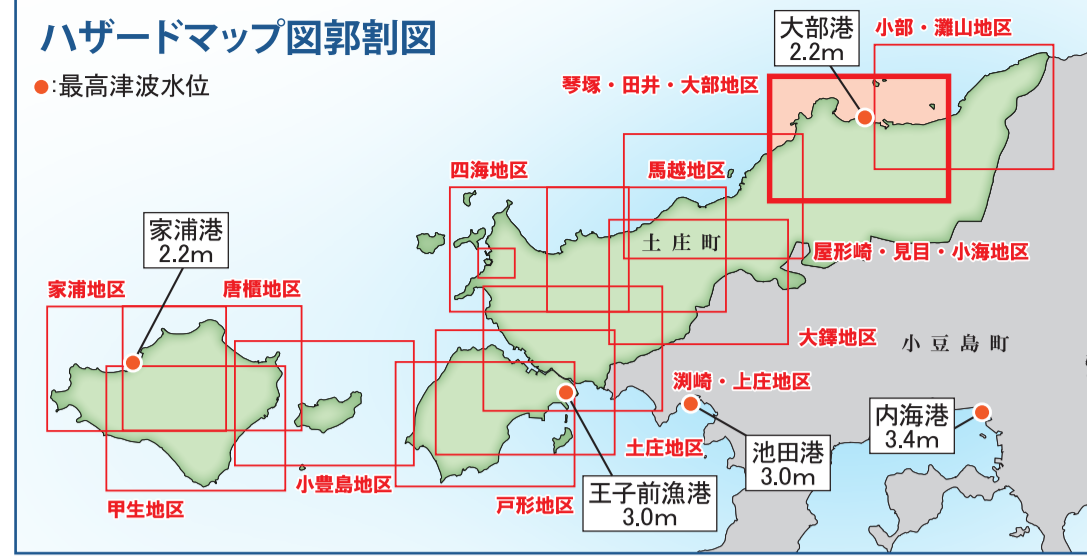 ハザードマップ図郭割図
●:最高津波水位
大部港
2.2m
小部・灘山地区
琴塚・田井・大部地区
四海地区
馬越地区
家浦港
2.2m
土庄町
屋形崎・見目・小海地区
家浦地区
唐櫃地区
大鐸地区
小豆島町
渕崎・上庄地区
内海港
3.4m
土庄地区
池田港
3.0m
小豊島地区
王子前漁港
3.0m
戸形地区
甲生地区